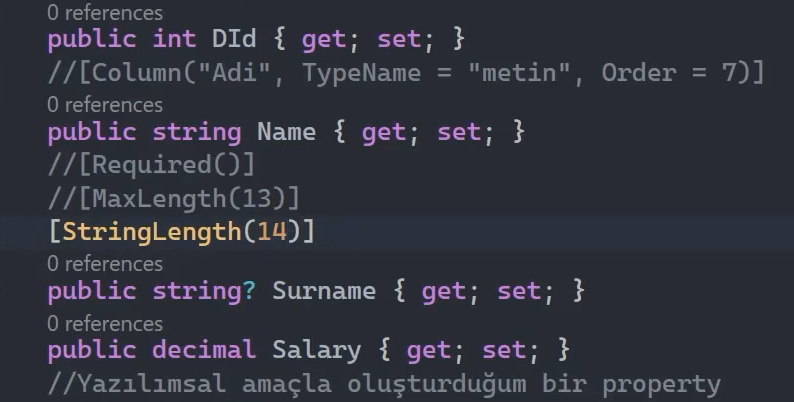 0 references
public int DId { get; set; }
//[Column("Adi", TypeName = "metin", Order = 7)]
0 references
public string Name { get; set; }
//[Required()]
//[MaxLength(13)]
[StringLength(14)]
0 references
public string? Surname { get; set; }
0 references
public decimal Salary { get; set; }
//Yazılımsal amaçla oluşturduğum bir property